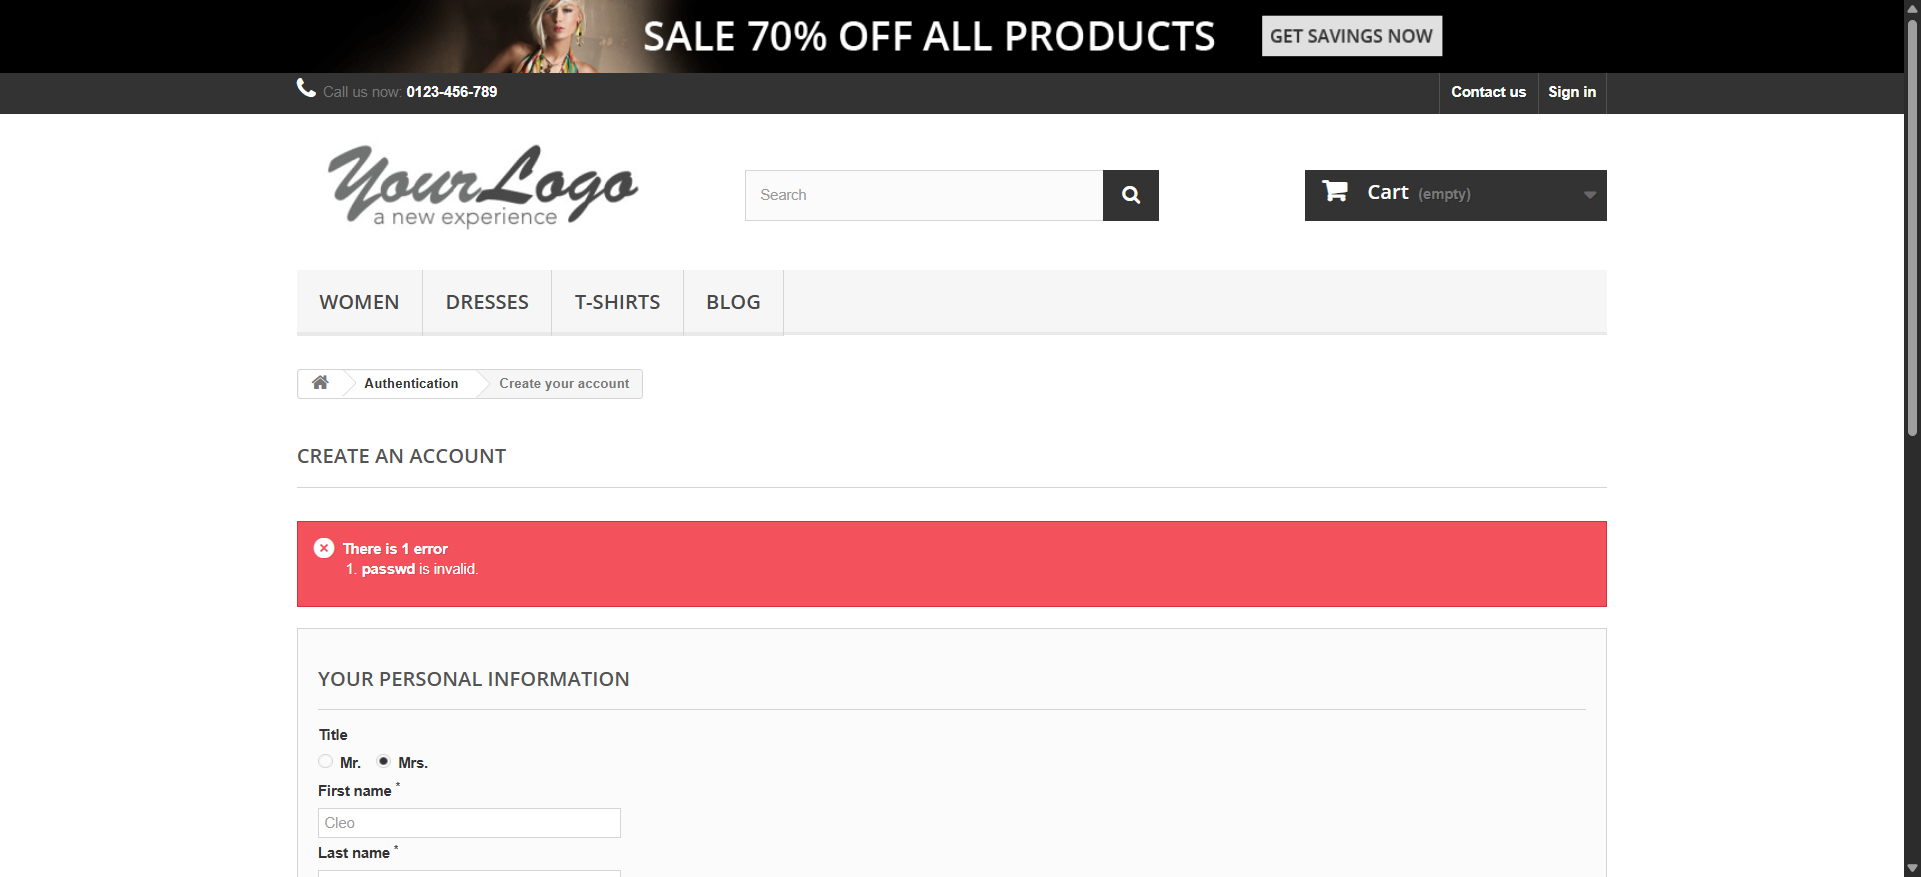 SALE 70% OFF ALL PRODUCTS GET SAVINGS NOW
Call us now: 0123-456-789 Contact us Sign in
YourLogo
a new experience
Search
Cart (empty)
WOMEN DRESSES T-SHIRTS BLOG
Authentication Create your account
CREATE AN ACCOUNT
There is 1 error
1. passwd is invalid.
YOUR PERSONAL INFORMATION
Title
Mr. Mrs.
First name *
Cleo
Last name *